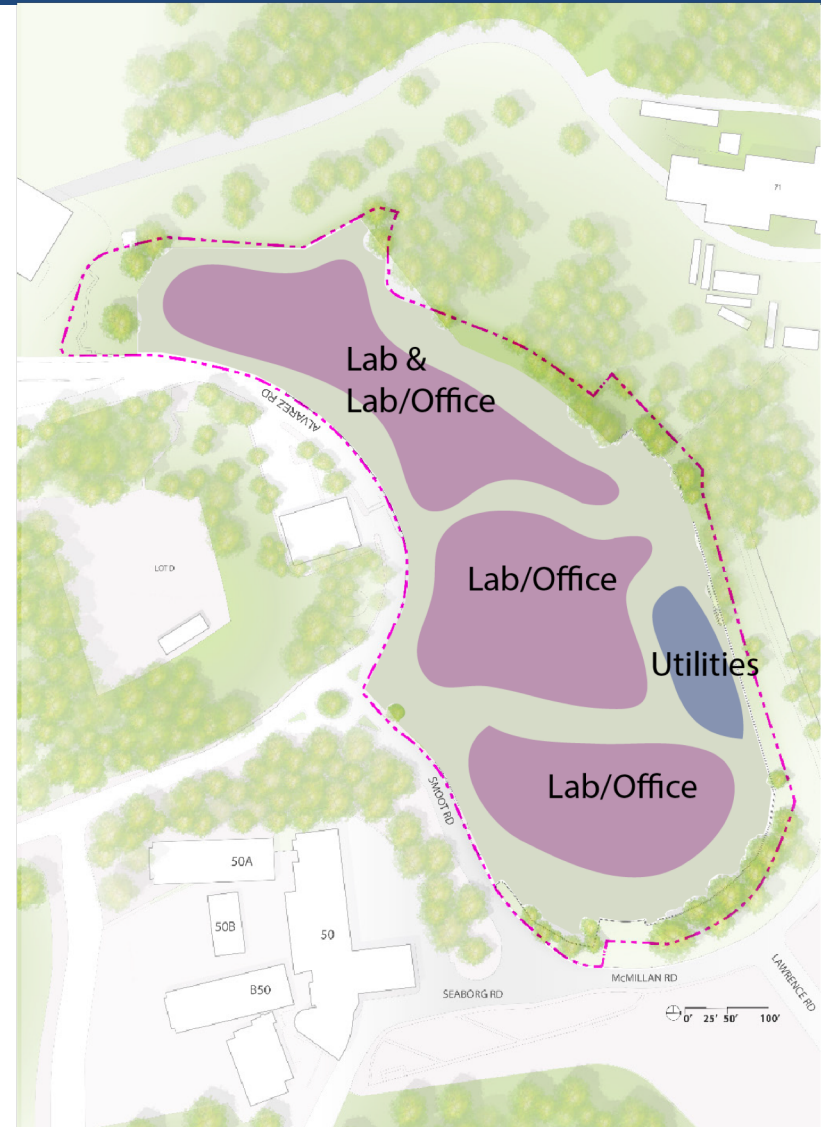 71
Lab &
Lab/Office
ALVAREZ RD
LOT D
Lab/Office
Utilities
Lab/Office
SMOOT RD
50A
50B
50
B50
SEABORG RD
McMILLAN RD
LAWRENCE RD
0' 25' 50' 100'